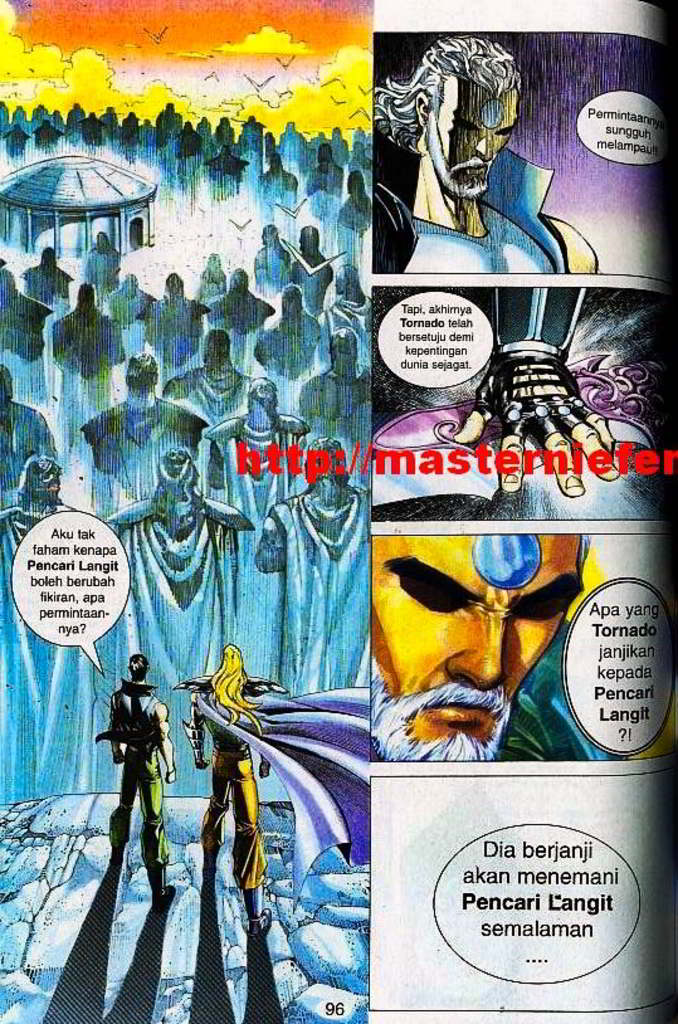 Aku tak
faham kenapa
Pencari Langit
boleh berubah
fikiran, apa
permintaan-
nya?
Permintaannya
sungguh
melampau!!
Tapi, akhirnya
Tornado telah
bersetuju demi
kepentingan
dunia sejagat.
http://masterniefer
Apa yang
Tornado
janjikan
kepada
Pencari
Langit
?!
Dia berjanji
akan menemani
Pencari Langit
semalaman
....
96